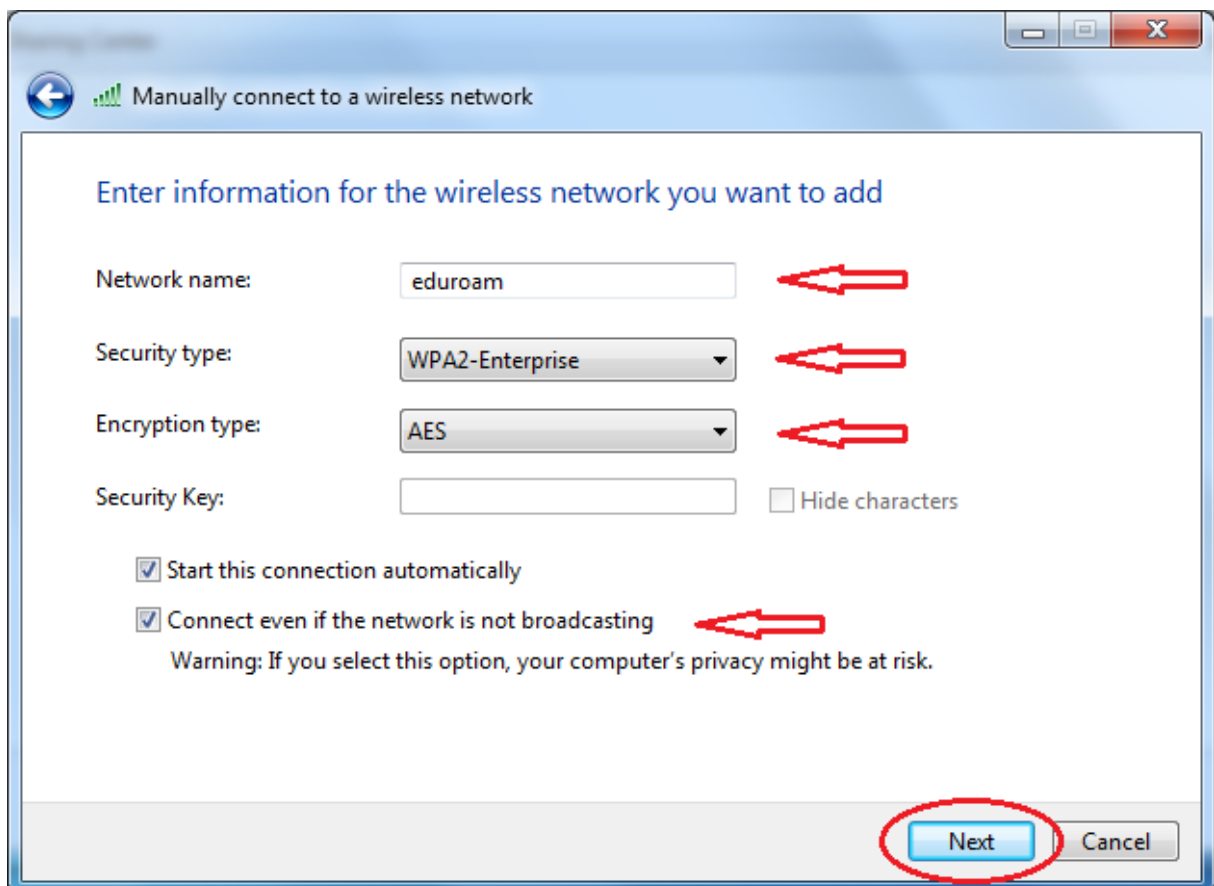 Sharing Center
Manually connect to a wireless network
Enter information for the wireless network you want to add
Network name: eduroam
Security type: WPA2-Enterprise
Encryption type: AES
Security Key: Hide characters
Start this connection automatically
Connect even if the network is not broadcasting
Warning: If you select this option, your computer's privacy might be at risk.
Next Cancel